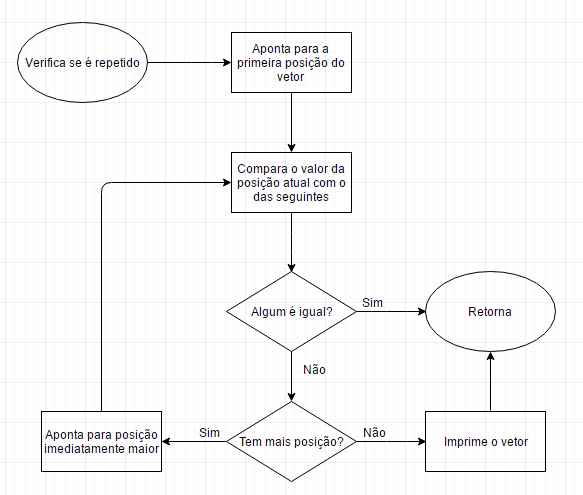 Verifica se é repetido
Aponta para a
primeira posição do
vetor
Compara o valor da
posição atual com o
das seguintes
Algum é igual?
Sim
Retorna
Não
Tem mais posição?
Sim
Não
Aponta para posição
imediatamente maior
Imprime o vetor